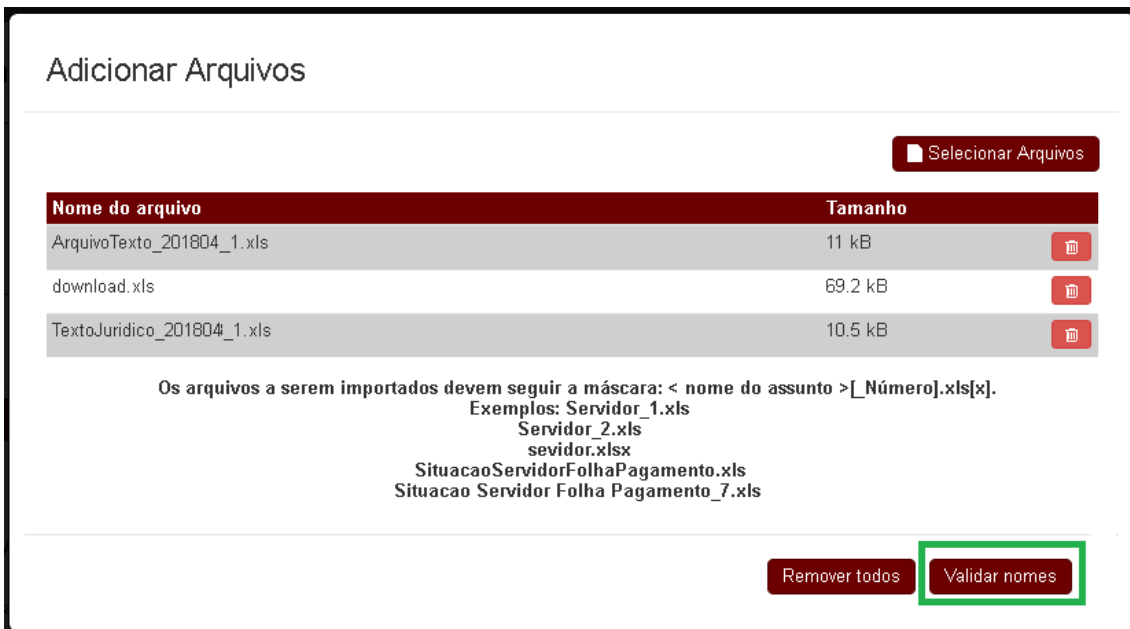 Adicionar Arquivos
Selecionar Arquivos
Nome do arquivo Tamanho
ArquivoTexto_201804_1.xls 11 kB
download.xls 69.2 kB
TextoJuridico_201804_1.xls 10.5 kB
Os arquivos a serem importados devem seguir a máscara: < nome do assunto >[_Número].xls[x].
Exemplos: Servidor_1.xls
Servidor_2.xls
sevidor.xlsx
SituacaoServidorFolhaPagamento.xls
Situacao Servidor Folha Pagamento_7.xls
Remover todos Validar nomes